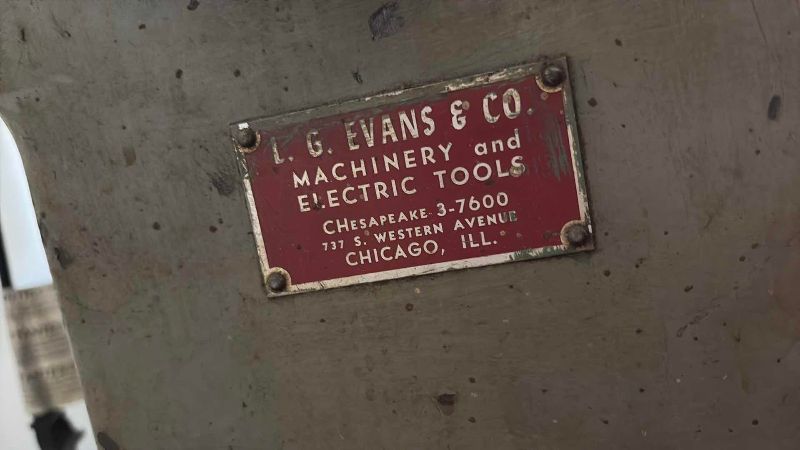 L. G. EVANS & CO.
MACHINERY and
ELECTRIC TOOLS
CHESAPEAKE 3-7600
737 S. WESTERN AVENUE
CHICAGO, ILL.